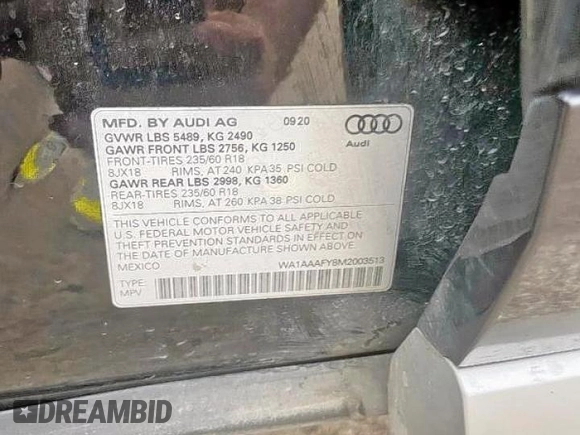 MFD. BY AUDI AG 09 20
GVWR LBS 5489, KG 2490
GAWR FRONT LBS 2756, KG 1250
FRONT-TIRES 235/60 R18
8JX18 RIMS, AT 240 KPA 35 PSI COLD
GAWR REAR LBS 2998, KG 1360
REAR-TIRES 235/60 R18
8JX18 RIMS, AT 260 KPA 38 PSI COLD
Audi
THIS VEHICLE CONFORMS TO ALL APPLICABLE
U.S. FEDERAL MOTOR VEHICLE SAFETY AND
THEFT PREVENTION STANDARDS IN EFFECT ON
THE DATE OF MANUFACTURE SHOWN ABOVE.
MEXICO WA1AAAFY8M2003513
TYPE:
MPV
DREAMBID